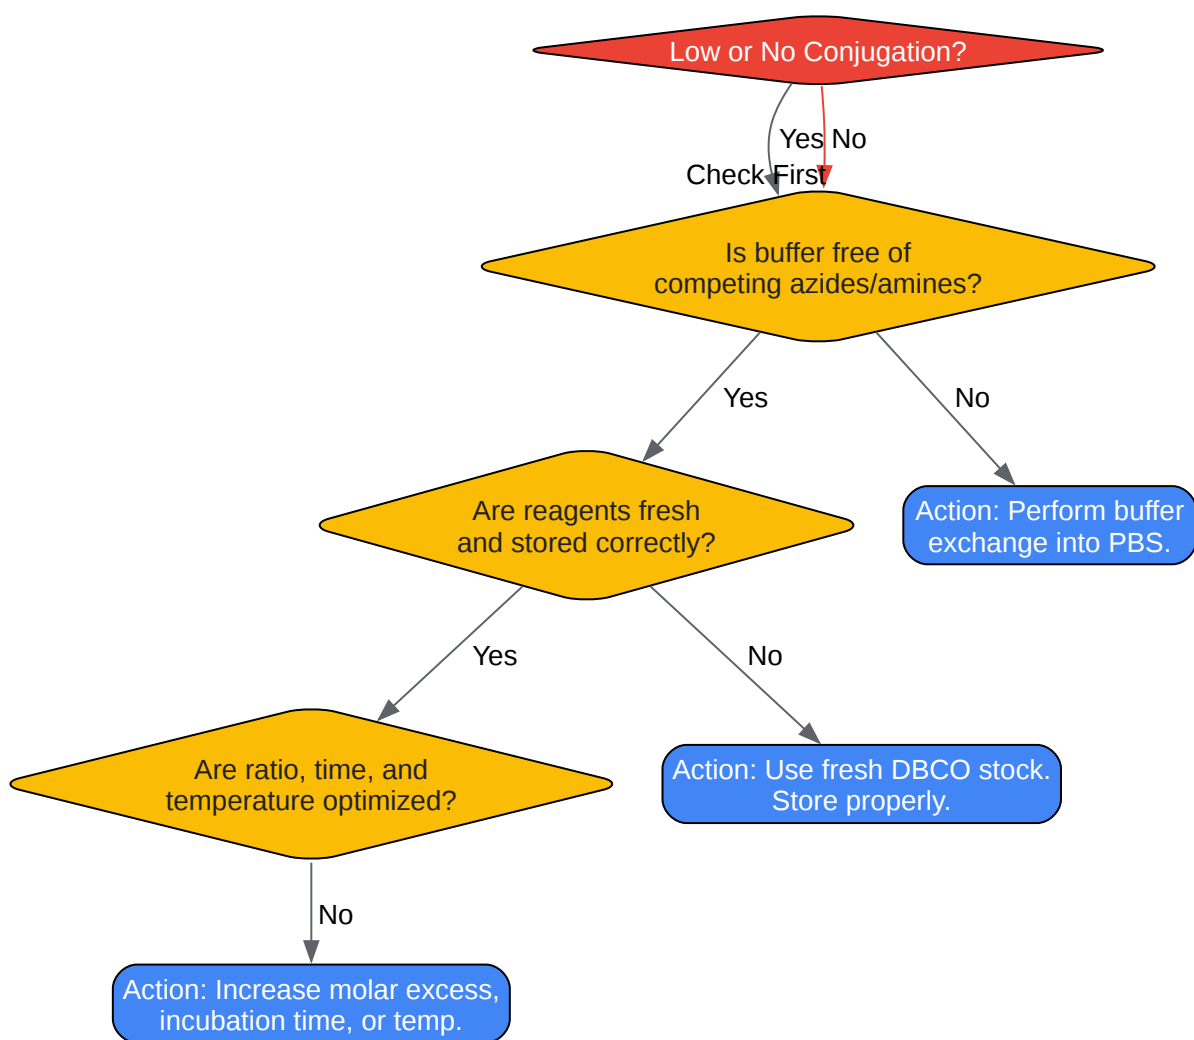 Low or No Conjugation?
Yes
No
Check First
Is buffer free of
competing azides/amines?
Yes
No
Are reagents fresh
and stored correctly?
Action: Perform buffer
exchange into PBS.
Yes
No
Are ratio, time, and
temperature optimized?
Action: Use fresh DBCO stock.
Store properly.
No
Action: Increase molar excess,
incubation time, or temp.